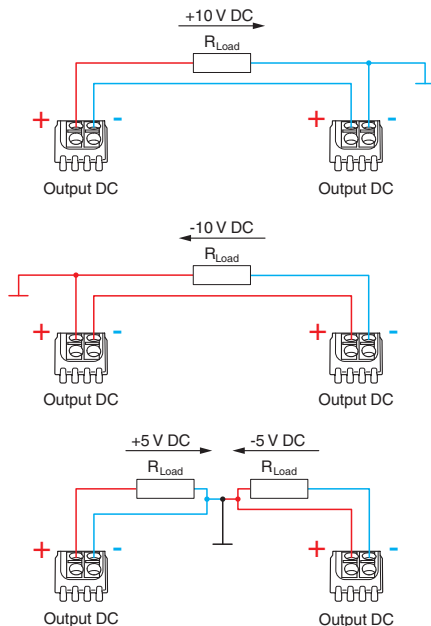 +10 V DC
RLoad
+ - + -
Output DC Output DC
-10 V DC
RLoad
+ - + -
Output DC Output DC
+5 V DC -5 V DC
RLoad RLoad
+ - + -
Output DC Output DC